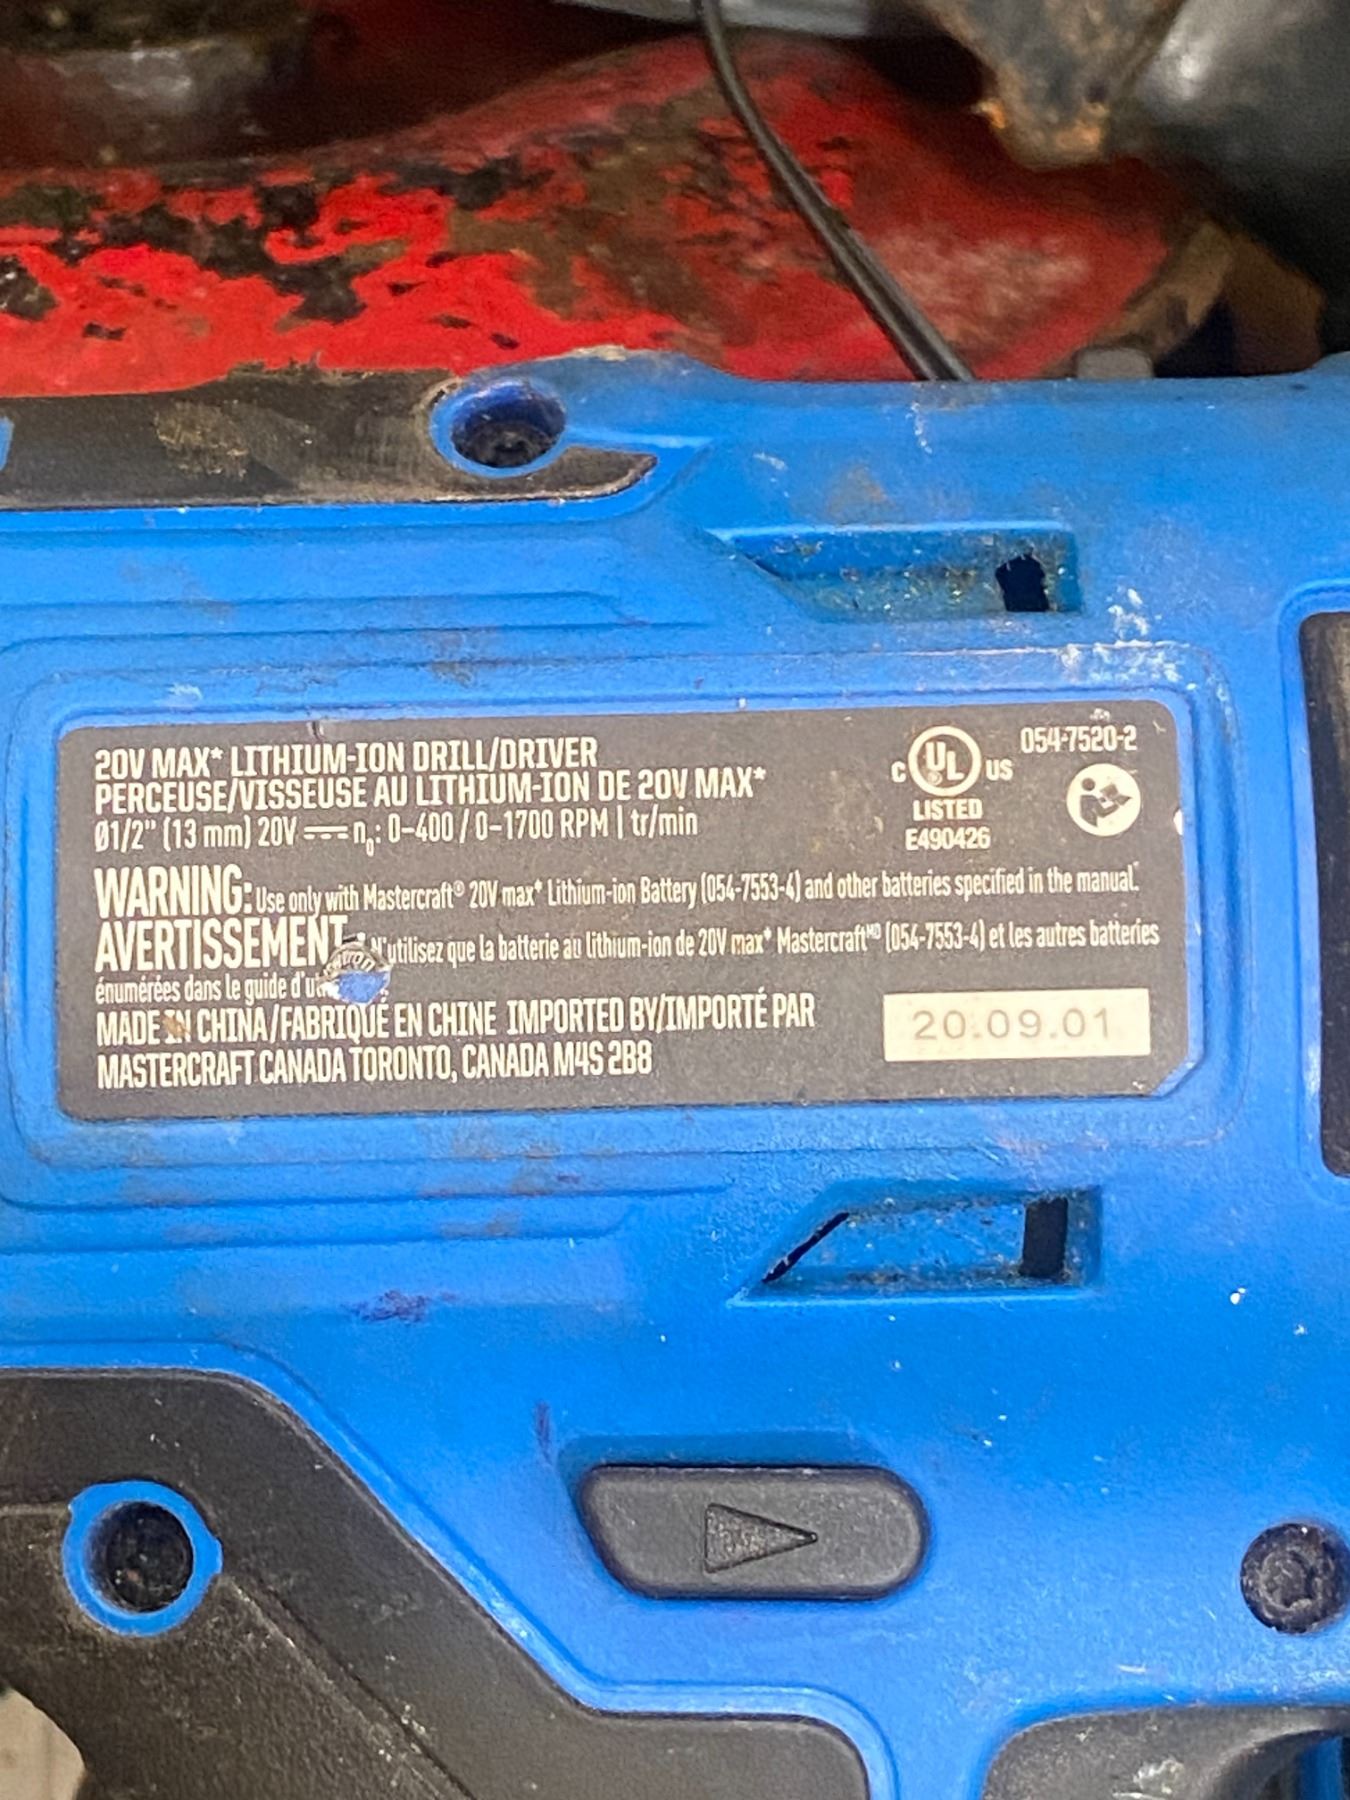 20V MAX* LITHIUM-ION DRILL/DRIVER
PERCEUSE/VISSEUSE AU LITHIUM-ION DE 20V MAX*
Ø1/2" (13 mm) 20V ⎓ n₀: 0-400 / 0-1700 RPM | tr/min
C UL US
LISTED
E490426
054-7520-2
WARNING: Use only with Mastercraft® 20V max* Lithium-ion Battery (054-7553-4) and other batteries specified in the manual.
AVERTISSEMENT N'utilisez que la batterie au lithium-ion de 20V max* Mastercraft MD (054-7553-4) et les autres batteries
énumérées dans le guide
MADE IN CHINA/FABRIQUÉ EN CHINE IMPORTED BY/IMPORTÉ PAR
MASTERCRAFT CANADA TORONTO, CANADA M4S 2B8
20.09.01